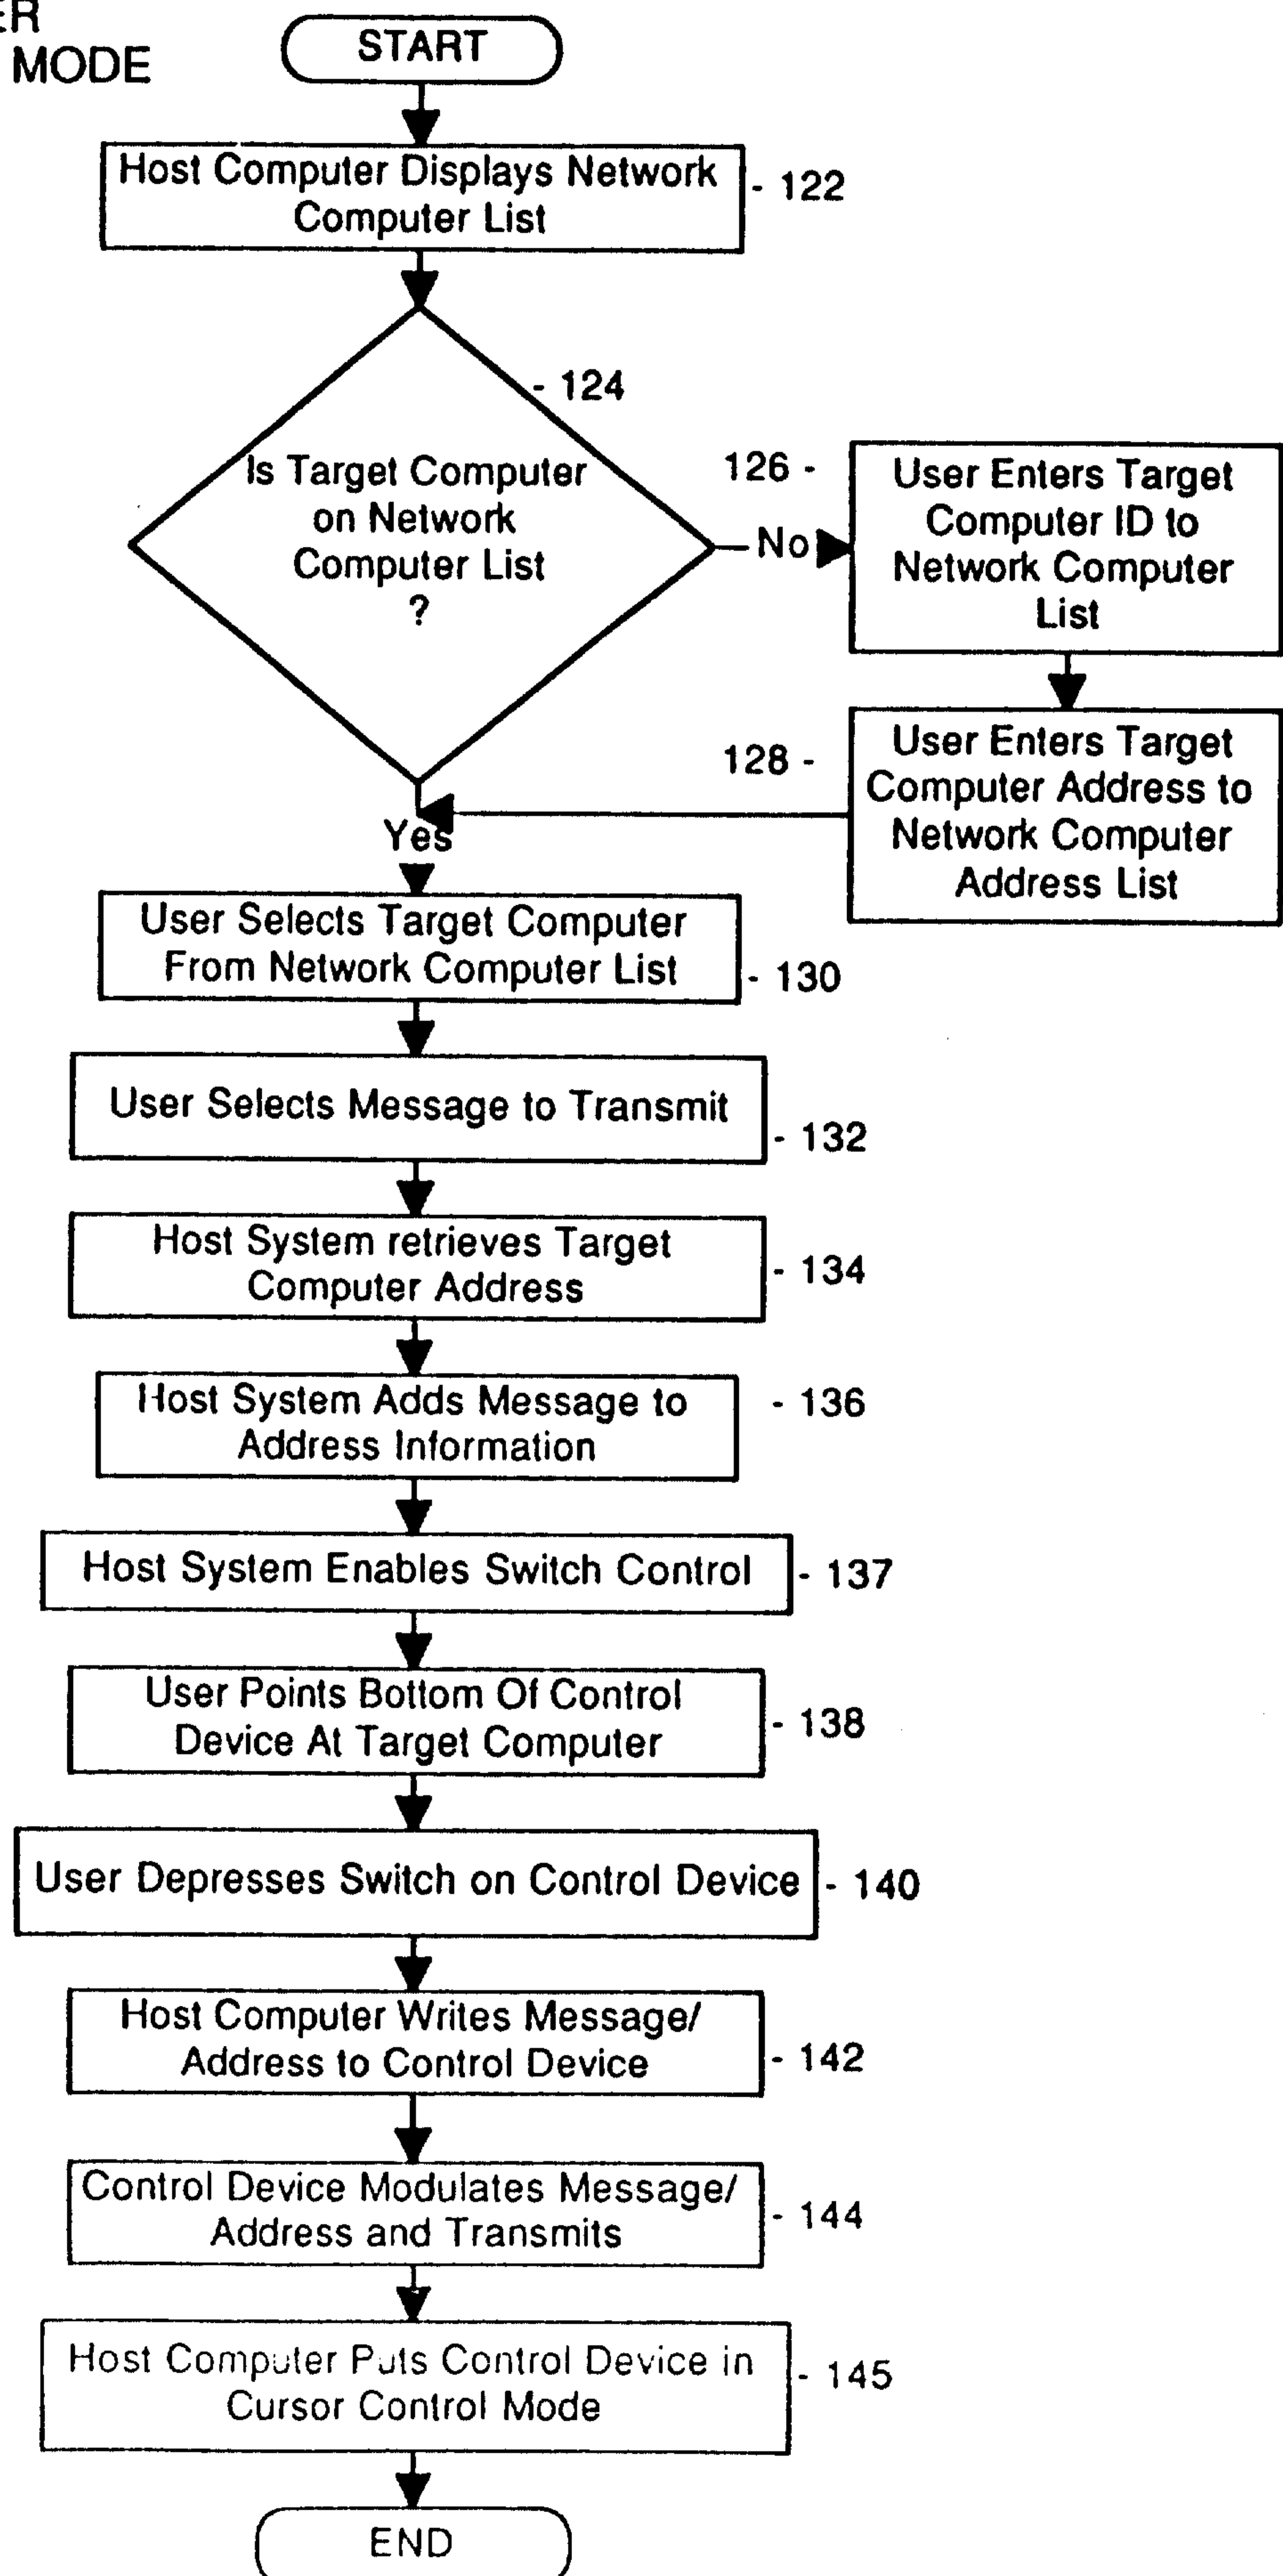 MODE
START
Host Computer Displays Network
Computer List
- 122
- 124
Is Target Computer
on Network
Computer List
?
No
126 -
User Enters Target
Computer ID to
Network Computer
List
128 -
User Enters Target
Computer Address to
Network Computer
Address List
Yes
User Selects Target Computer
From Network Computer List
- 130
User Selects Message to Transmit
- 132
Host System retrieves Target
Computer Address
- 134
Host System Adds Message to
Address Information
- 136
Host System Enables Switch Control
- 137
User Points Bottom Of Control
Device At Target Computer
- 138
User Depresses Switch on Control Device
- 140
Host Computer Writes Message/
Address to Control Device
- 142
Control Device Modulates Message/
Address and Transmits
- 144
Host Computer Puts Control Device in
Cursor Control Mode
- 145
END